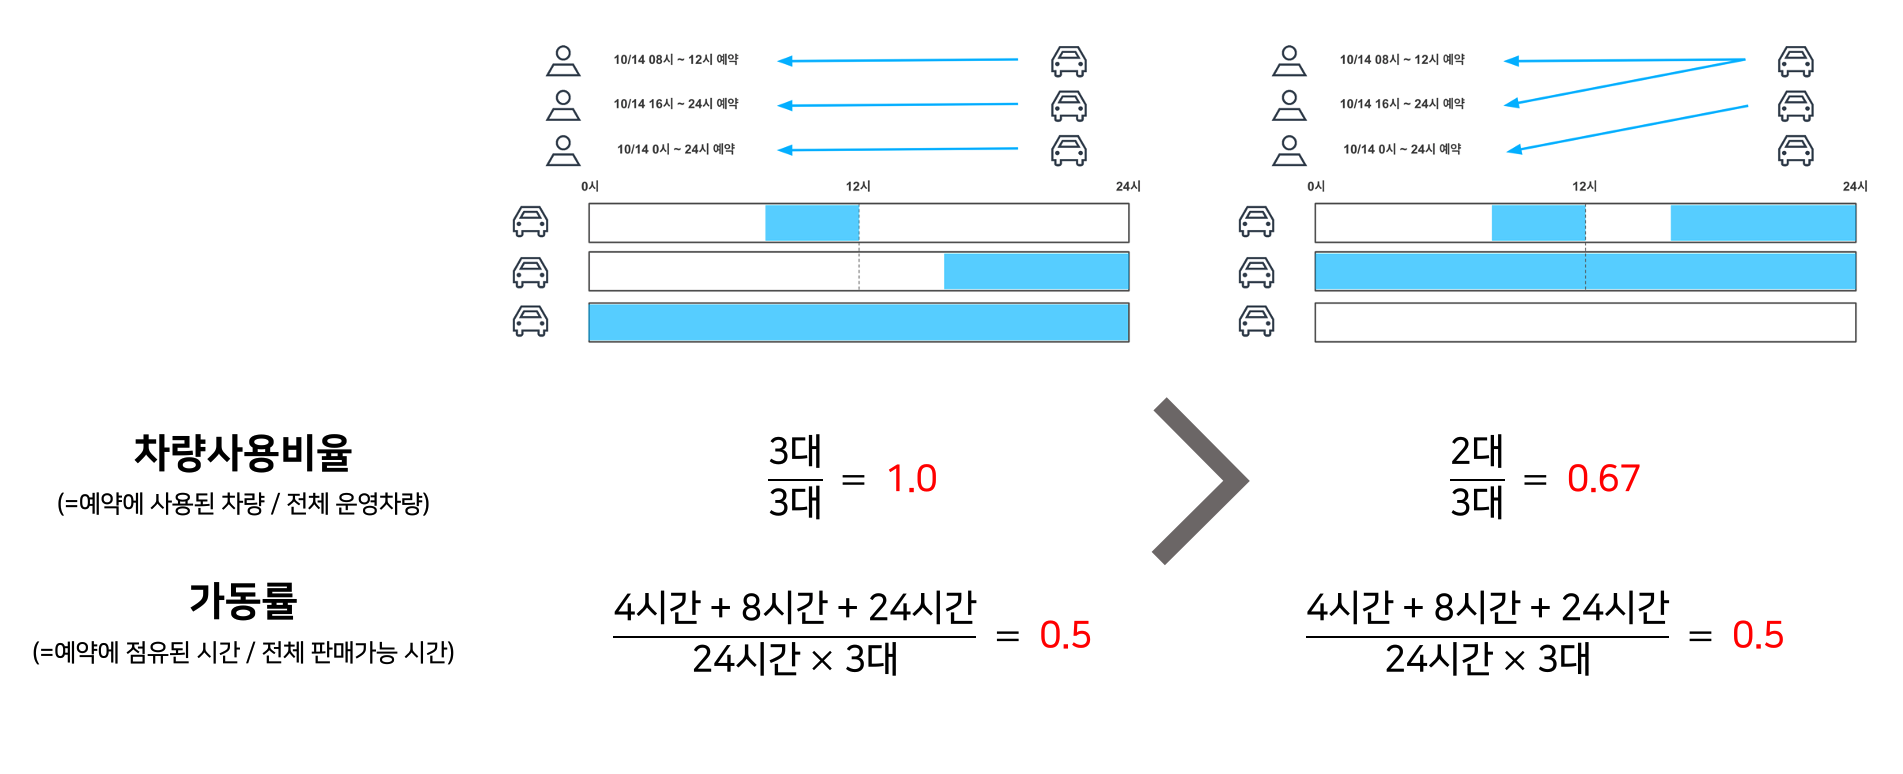 10/14 08시 ~ 12시 예약
10/14 16시 ~ 24시 예약
10/14 0시 ~ 24시 예약
0시 12시 24시
10/14 08시 ~ 12시 예약
10/14 16시 ~ 24시 예약
10/14 0시 ~ 24시 예약
0시 12시 24시
차량사용비율
(=예약에 사용된 차량 / 전체 운영차량)
3대
3대
= 1.0
2대
3대
= 0.67
가동률
(=예약에 점유된 시간 / 전체 판매가능 시간)
4시간 + 8시간 + 24시간
24시간 × 3대
= 0.5
4시간 + 8시간 + 24시간
24시간 × 3대
= 0.5